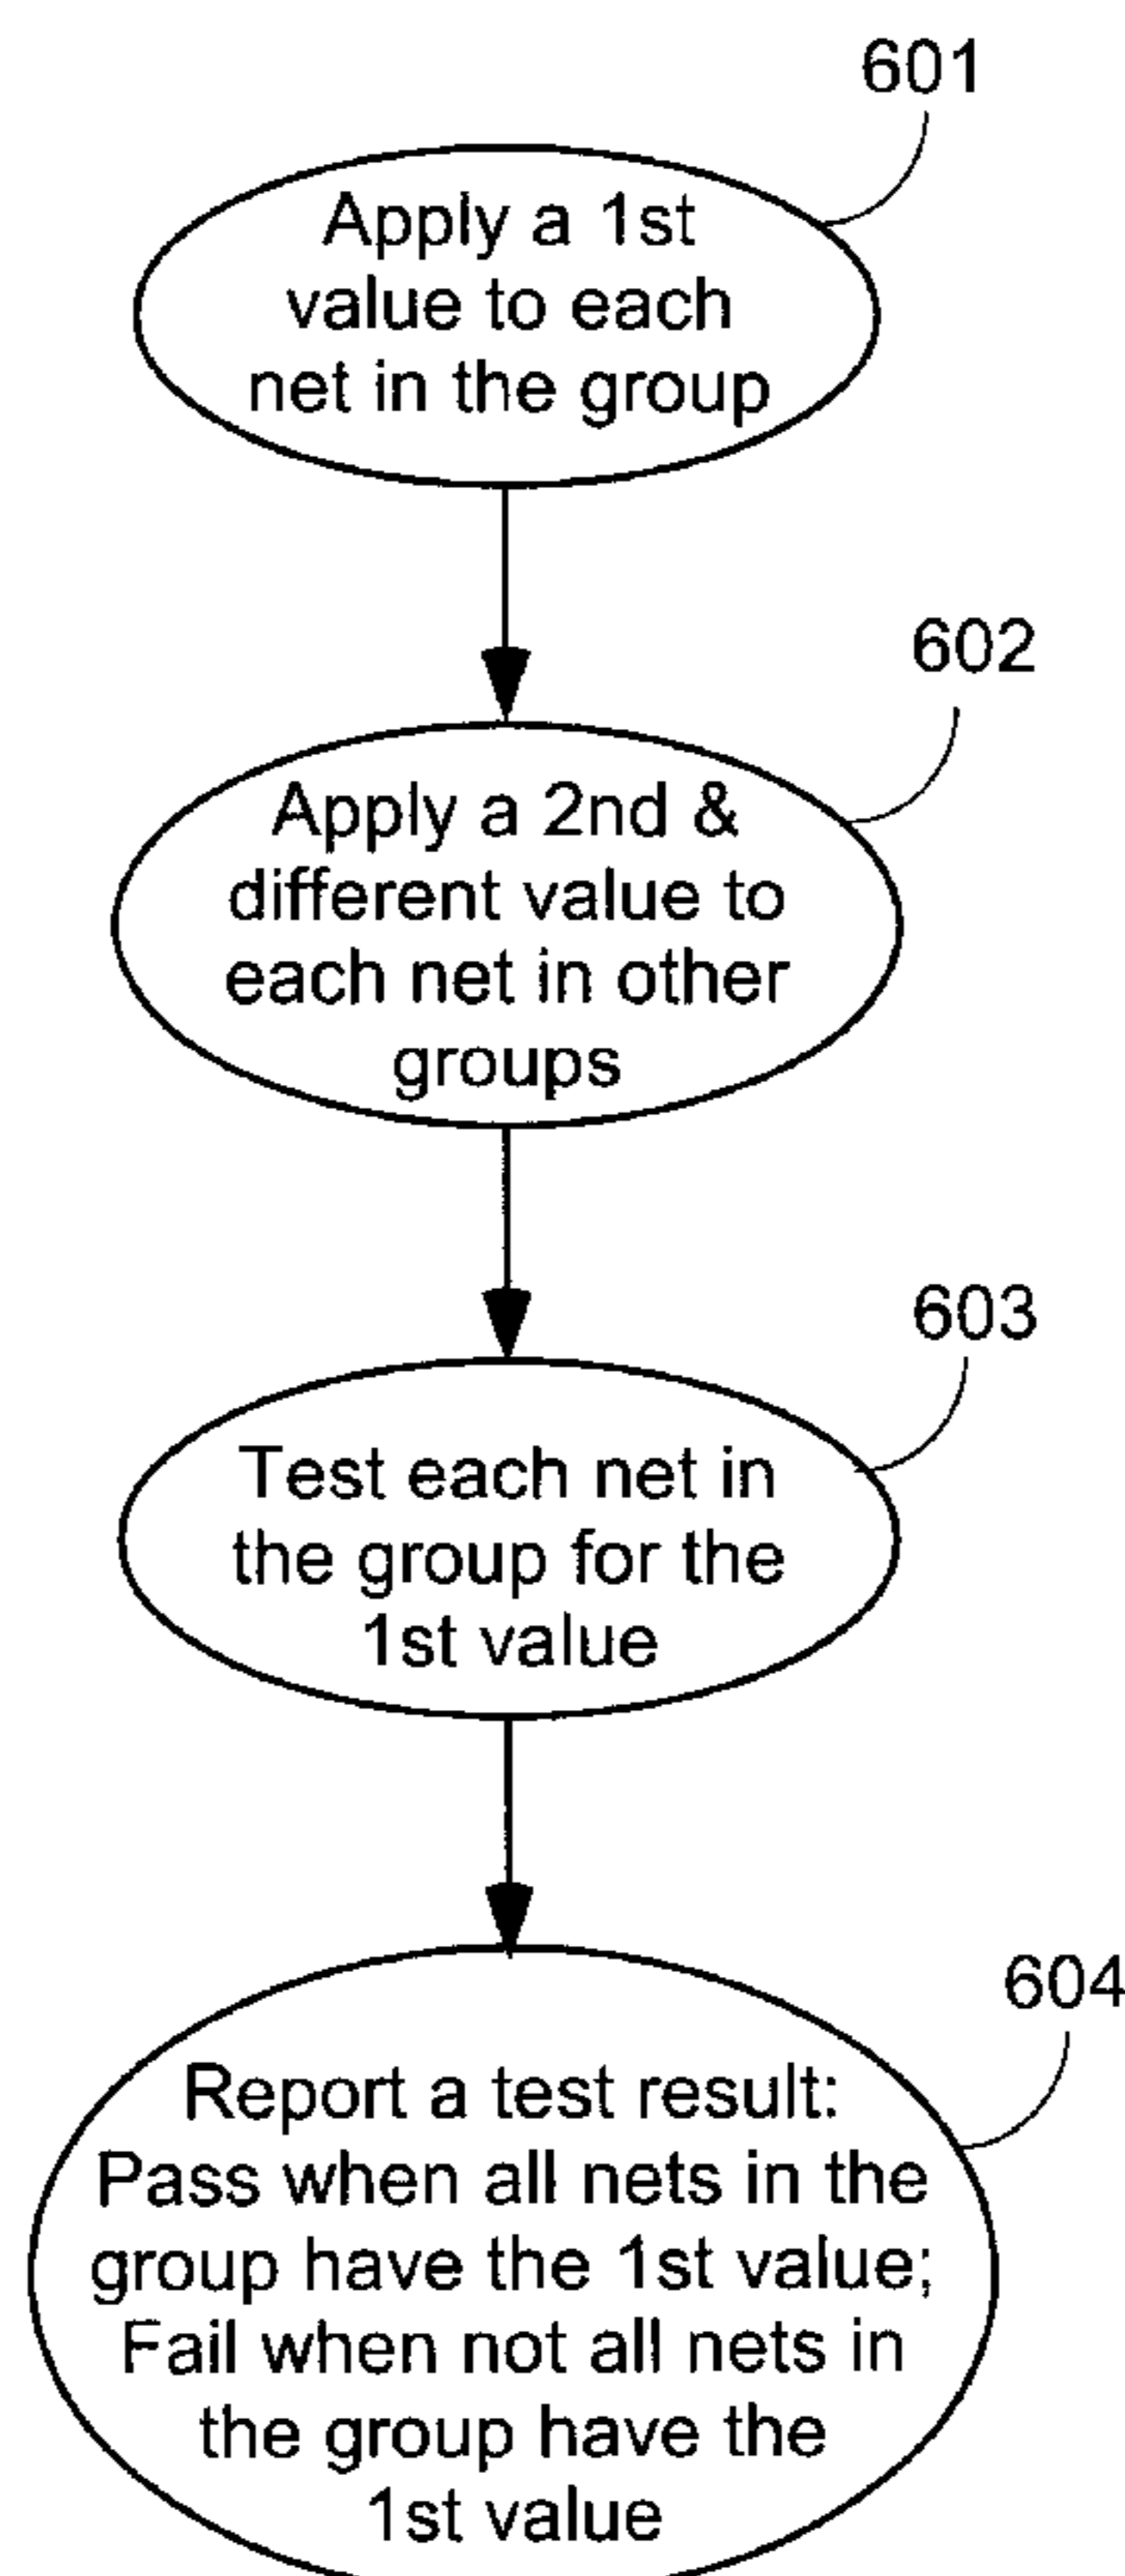 601
Apply a 1st
value to each
net in the group
602
Apply a 2nd &
different value to
each net in other
groups
603
Test each net in
the group for the
1st value
604
Report a test result:
Pass when all nets in the
group have the 1st value;
Fail when not all nets in
the group have the
1st value